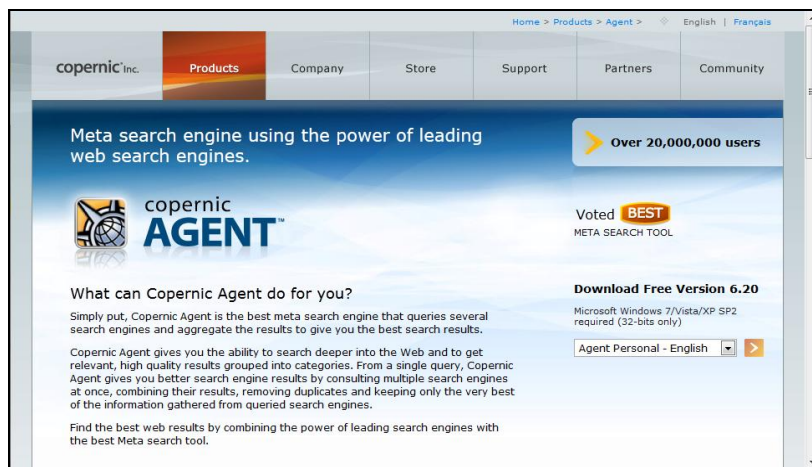 Home > Products > Agent > English | Français
copernic Inc. Products Company Store Support Partners Community
Meta search engine using the power of leading
web search engines.
Over 20,000,000 users
copernic
AGENT™
Voted BEST
META SEARCH TOOL
What can Copernic Agent do for you?
Simply put, Copernic Agent is the best meta search engine that queries several
search engines and aggregate the results to give you the best search results.
Copernic Agent gives you the ability to search deeper into the Web and to get
relevant, high quality results grouped into categories. From a single query, Copernic
Agent gives you better search engine results by consulting multiple search engines
at once, combining their results, removing duplicates and keeping only the very best
of the information gathered from queried search engines.
Find the best web results by combining the power of leading search engines with
the best Meta search tool.
Download Free Version 6.20
Microsoft Windows 7/Vista/XP SP2
required (32-bits only)
Agent Personal - English